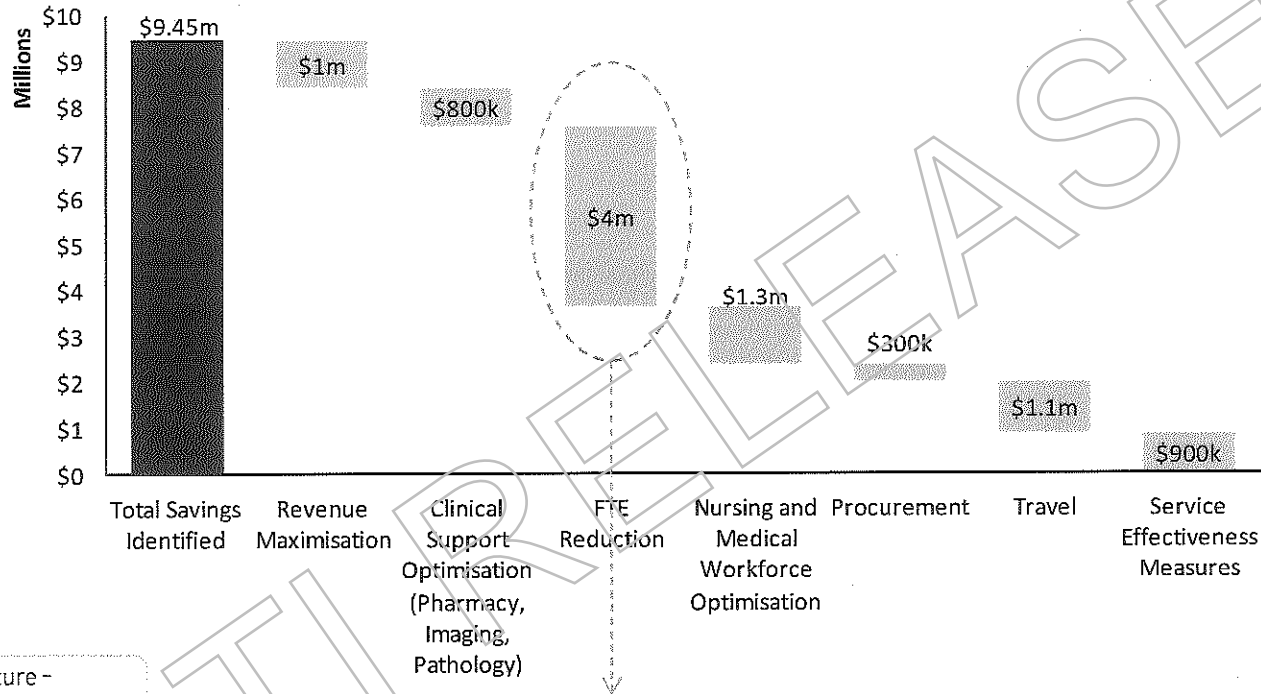 Millions
$10
$9
$8
$7
$6
$5
$4
$3
$2
$1
$0
$9.45m
$1m
$800k
$4m
$1.3m
$300k
$1.1m
$900k
Total Savings
Identified
Revenue
Maximisation
Clinical
Support
Optimisation
(Pharmacy,
Imaging,
Pathology)
FTE
Reduction
Nursing and
Medical
Workforce
Optimisation
Procurement
Travel
Service
Effectiveness
Measures
ture -
TI RELEASE